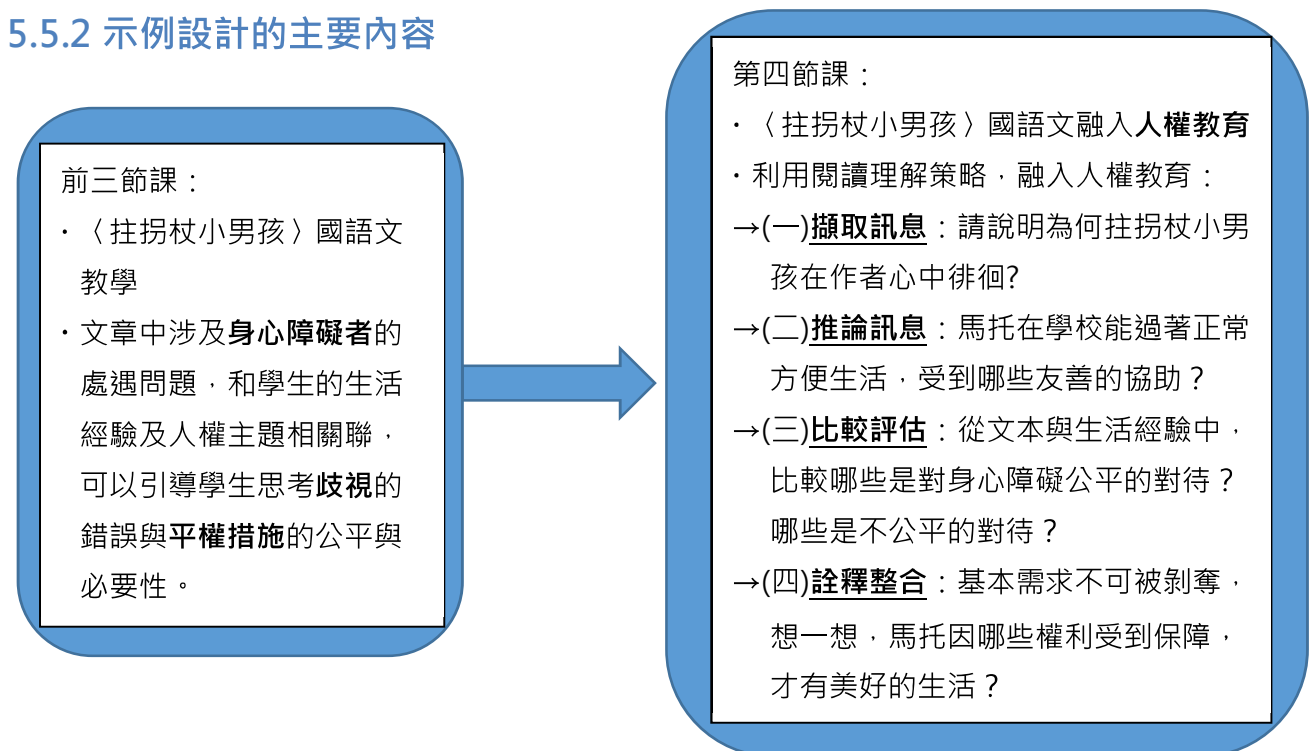 5.5.2 示例設計的主要內容
前三節課：
．〈拄拐杖小男孩〉國語文
教學
．文章中涉及身心障礙者的
處遇問題，和學生的生活
經驗及人權主題相關聯，
可以引導學生思考歧視的
錯誤與平權措施的公平與
必要性。
第四節課：
．〈拄拐杖小男孩〉國語文融入人權教育
．利用閱讀理解策略，融入人權教育：
→(一)擷取訊息：請說明為何拄拐杖小男
孩在作者心中徘徊?
→(二)推論訊息：馬托在學校能過著正常
方便生活，受到哪些友善的協助？
→(三)比較評估：從文本與生活經驗中，
比較哪些是對身心障礙公平的對待？
哪些是不公平的對待？
→(四)詮釋整合：基本需求不可被剝奪，
想一想，馬托因哪些權利受到保障，
才有美好的生活？